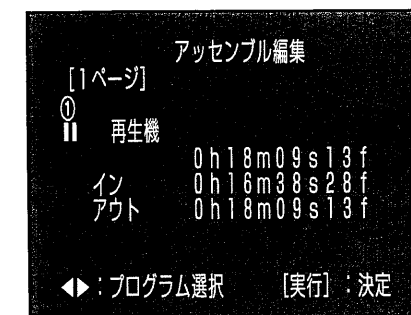 アッセンブル編集
[1ページ]
①
再生機
0h18m09s13f
イン 0h16m38s28f
アウト 0h18m09s13f
◀▶:プログラム選択 [実行]:決定